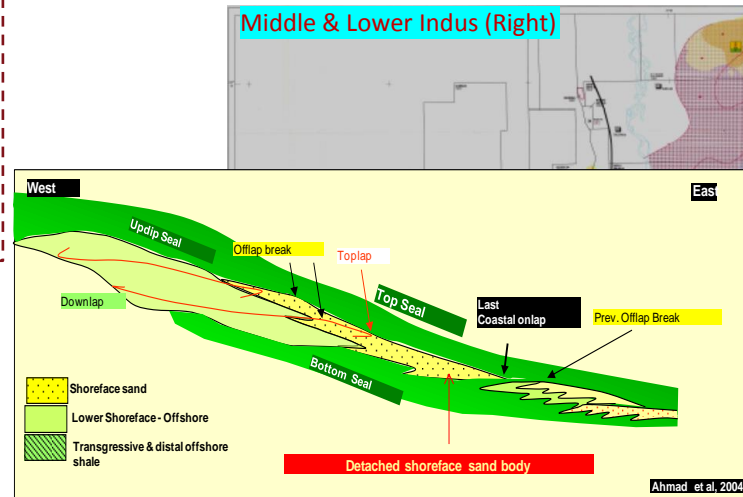 Middle & Lower Indus (Right)
West
East
Updip Seal
Offlap break
Toplap
Downlap
Top Seal
Last
Coastal onlap
Prev. Offlap Break
Bottom Seal
Shoreface sand
Lower Shoreface - Offshore
Transgressive & distal offshore
shale
Detached shoreface sand body
Ahmad et al, 2004